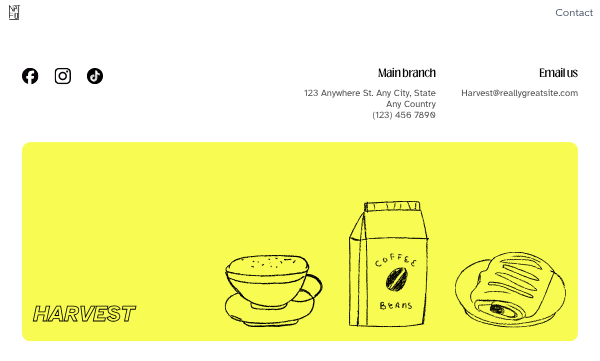 Contact
Main branch
Email us
123 Anywhere St. Any City, State
Any Country
(123) 456 7890
Harvest@reallygreatsite.com
COFFEE
BEANS
HARVEST